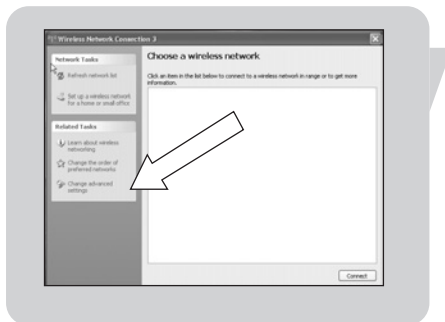 Wireless Network Connection 3
Network Tasks
Refresh network list
Set up a wireless network
for a home or small office
Related Tasks
Learn about wireless
networking
Change the order of
preferred networks
Change advanced
settings
Choose a wireless network
Click an item in the list below to connect to a wireless network in range or to get more
information.
Connect